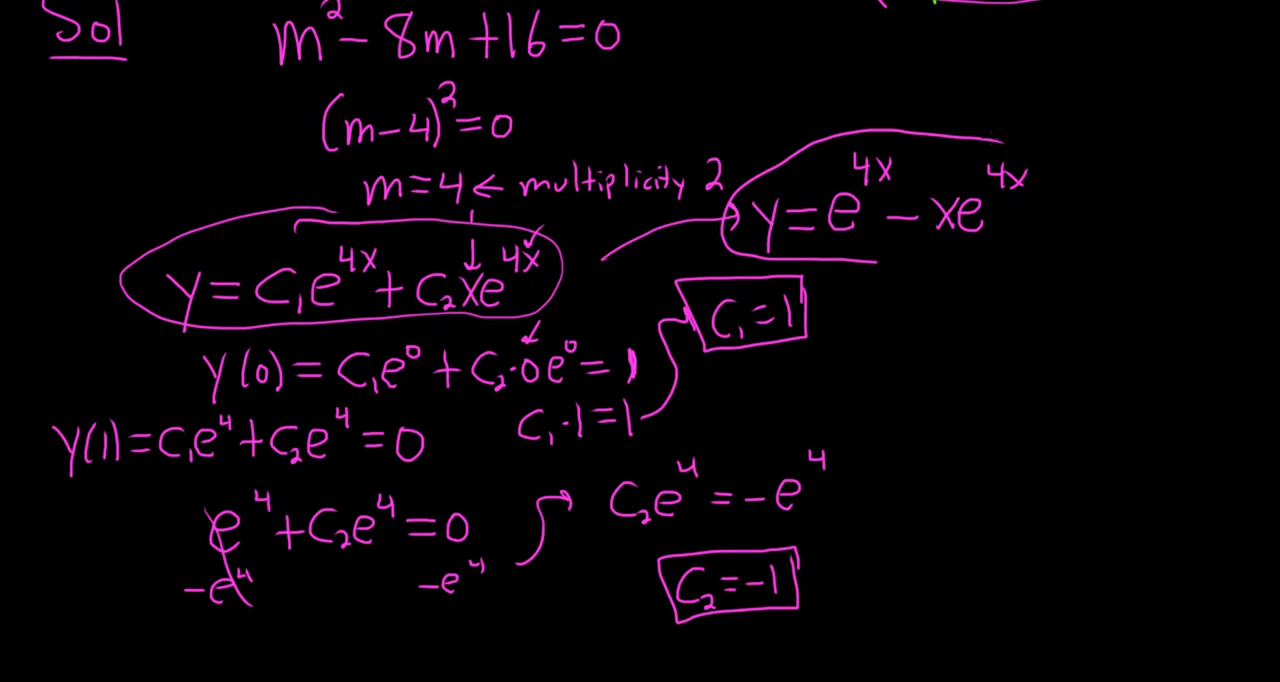 Sol
m² - 8m + 16 = 0
(m - 4)² = 0
m = 4 ← multiplicity 2
y = e^{4x} - xe^{4x}
y = C₁e^{4x} + C₂xe^{4x}
C₁ = 1
y(0) = C₁e⁰ + C₂·0e⁰ = 1
C₁·1 = 1
y(1) = C₁e⁴ + C₂e⁴ = 0
C₂e⁴ = -e⁴
e⁴ + C₂e⁴ = 0
-e⁴ -e⁴
C₂ = -1